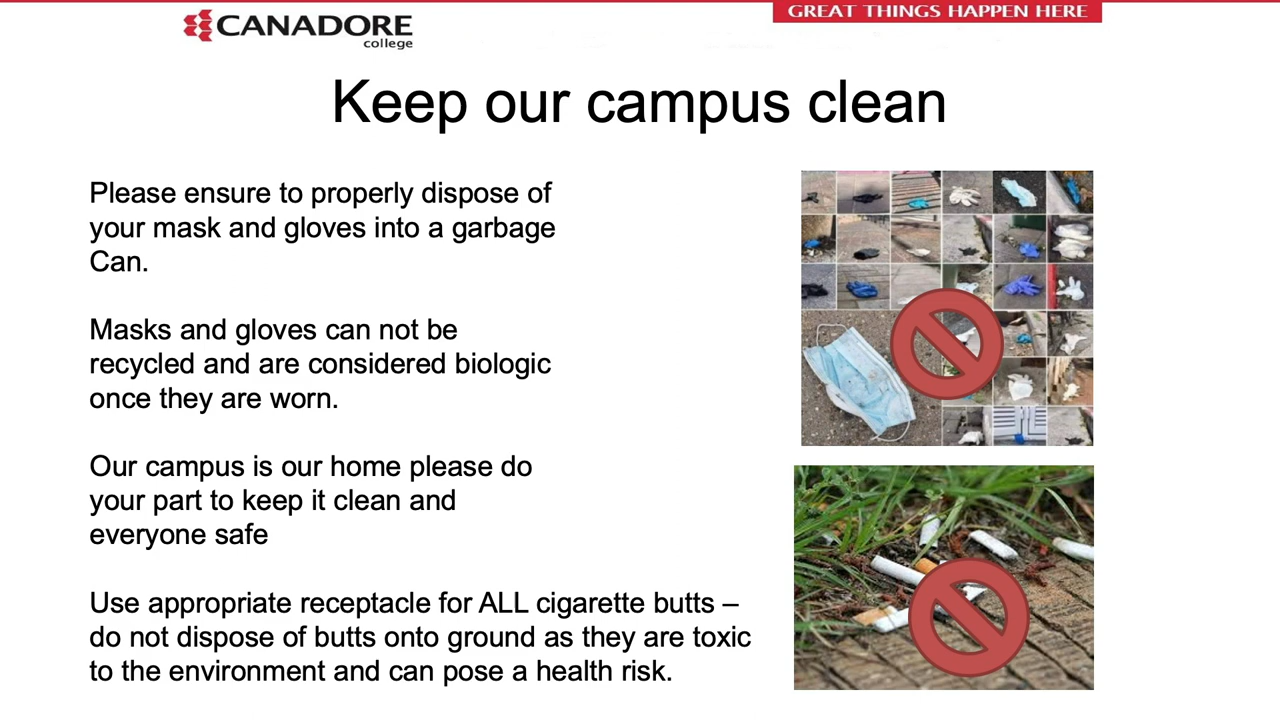 CANADORE
college
GREAT THINGS HAPPEN HERE
Keep our campus clean
Please ensure to properly dispose of
your mask and gloves into a garbage
Can.
Masks and gloves can not be
recycled and are considered biologic
once they are worn.
Our campus is our home please do
your part to keep it clean and
everyone safe
Use appropriate receptacle for ALL cigarette butts –
do not dispose of butts onto ground as they are toxic
to the environment and can pose a health risk.